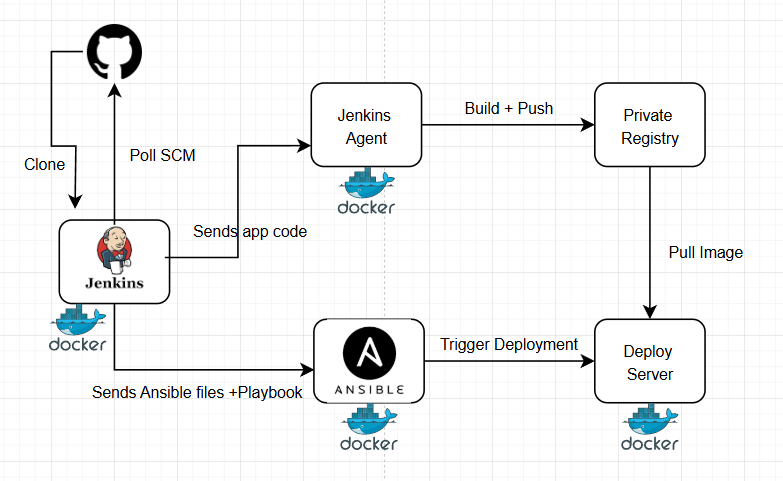 Jenkins
Agent
Build + Push
Private
Registry
Clone
Poll SCM
docker
Sends app code
Jenkins
Pull Image
docker
Trigger Deployment
Deploy
Server
ANSIBLE
Sends Ansible files +Playbook
docker
docker